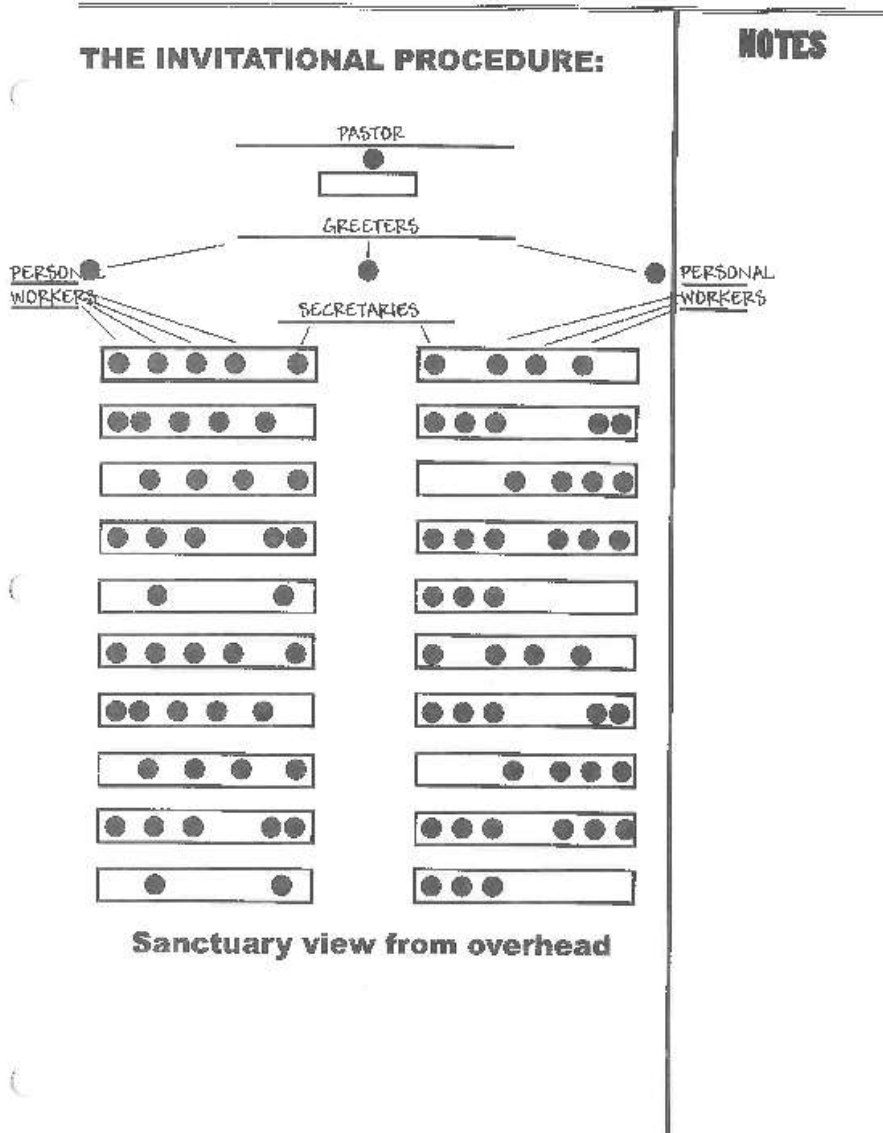 THE INVITATIONAL PROCEDURE:
NOTES
PASTOR
GREETERS
PERSONAL
WORKERS
PERSONAL
WORKERS
SECRETARIES
Sanctuary view from overhead